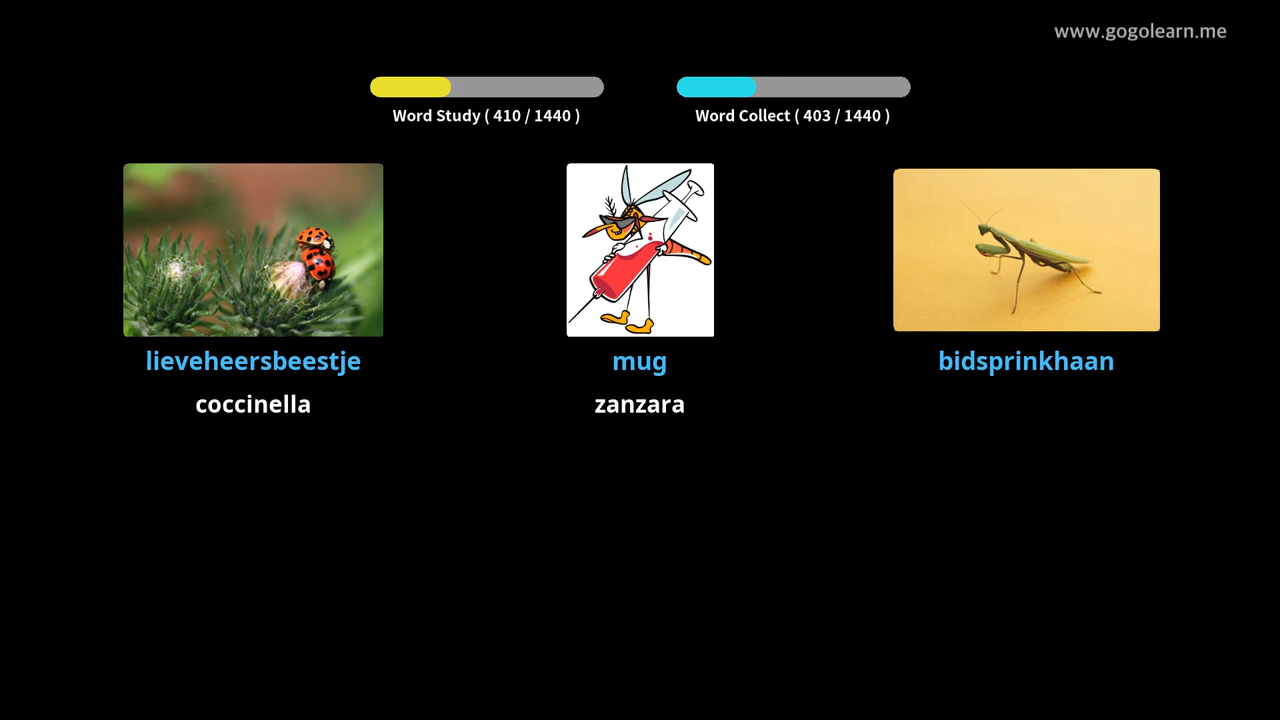 www.gogolearn.me
Word Study ( 410 / 1440 )
Word Collect ( 403 / 1440 )
lieveheersbeestje
mug
bidsprinkhaan
coccinella
zanzara